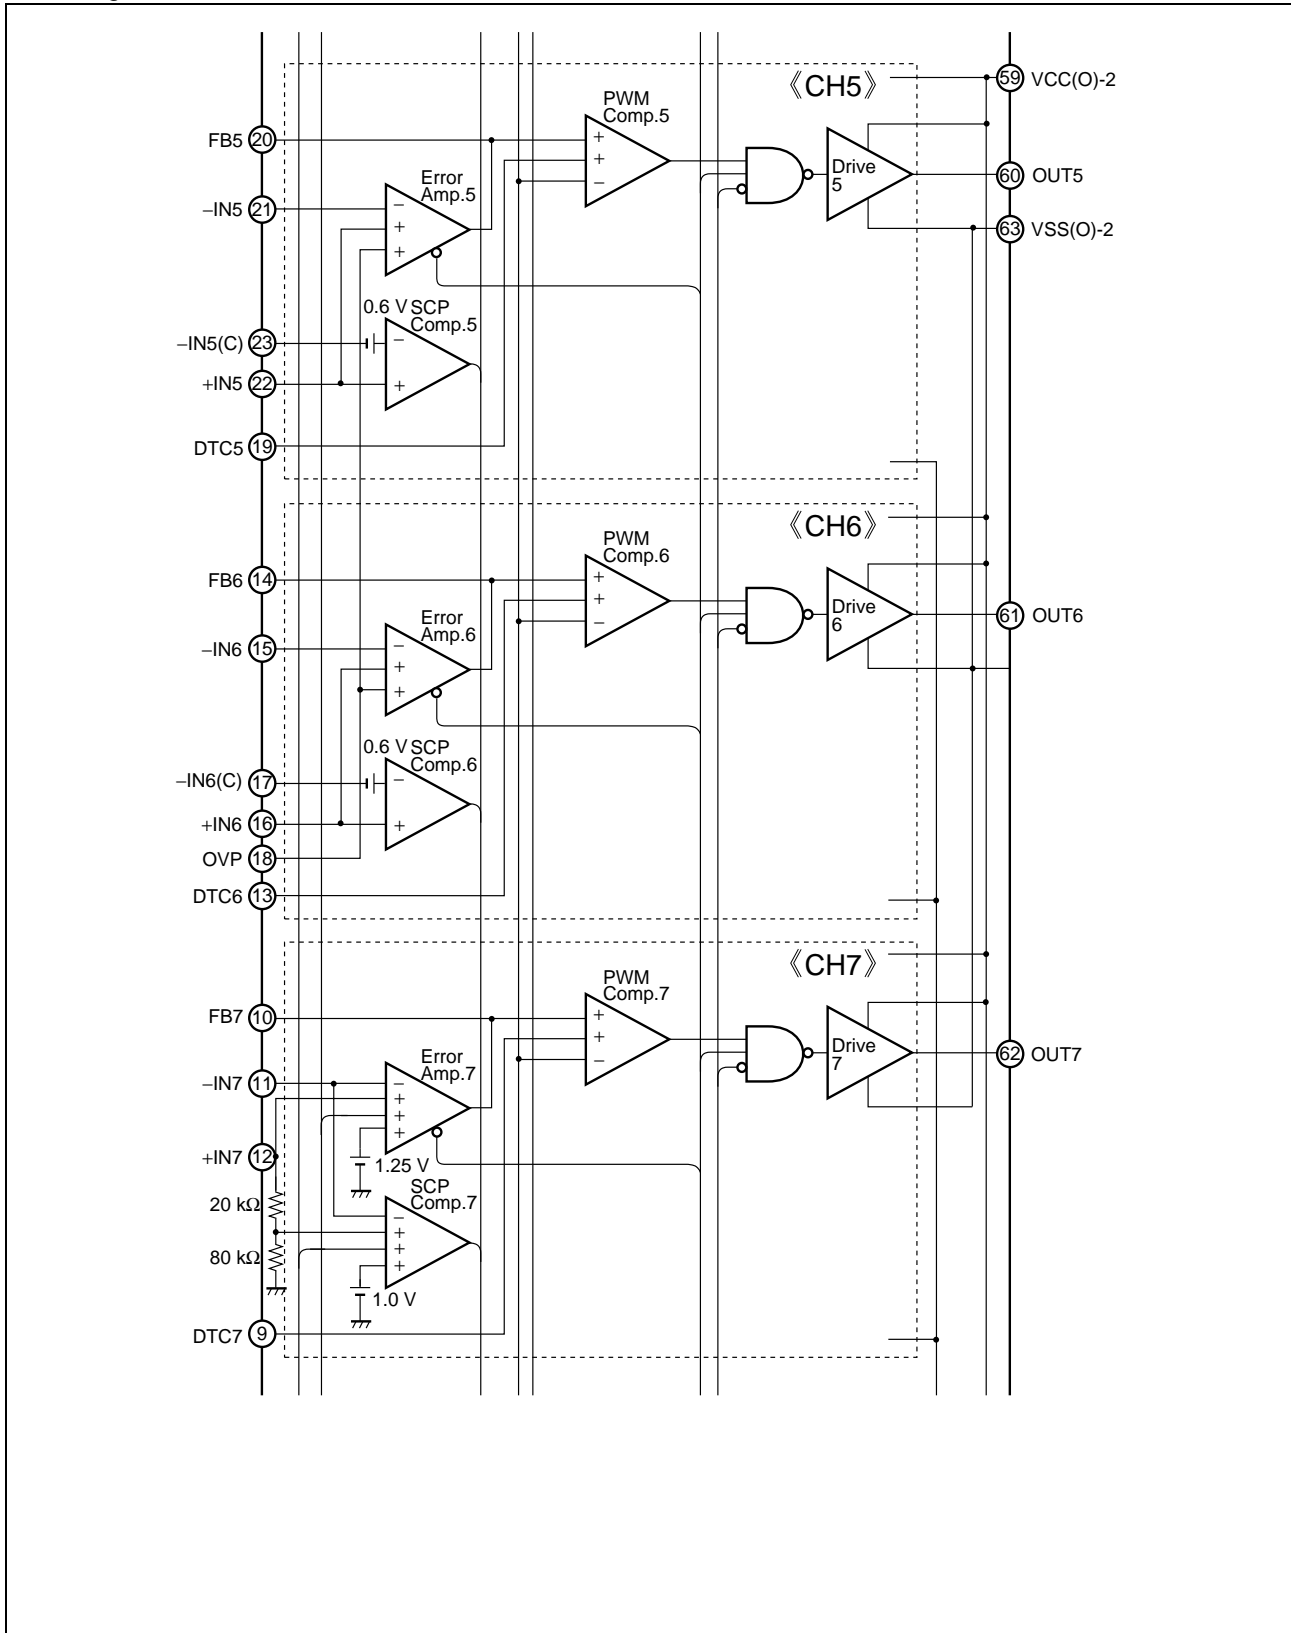 《CH5》
59 VCC(O)-2
PWM
Comp.5
FB5 20
+
+
−
Drive
5
60 OUT5
Error
Amp.5
−IN5 21
−
+
+
63 VSS(O)-2
0.6 V SCP
Comp.5
−IN5(C) 23
−
+IN5 22
+
DTC5 19
《CH6》
PWM
Comp.6
FB6 14
+
+
−
Drive
6
61 OUT6
Error
Amp.6
−IN6 15
−
+
+
0.6 V SCP
Comp.6
−IN6(C) 17
−
+IN6 16
+
OVP 18
DTC6 13
《CH7》
PWM
Comp.7
FB7 10
+
+
−
Drive
7
62 OUT7
Error
Amp.7
−IN7 11
−
+
+
+
+IN7 12
1.25 V
SCP
Comp.7
20 kΩ
−
+
+
+
80 kΩ
1.0 V
DTC7 9